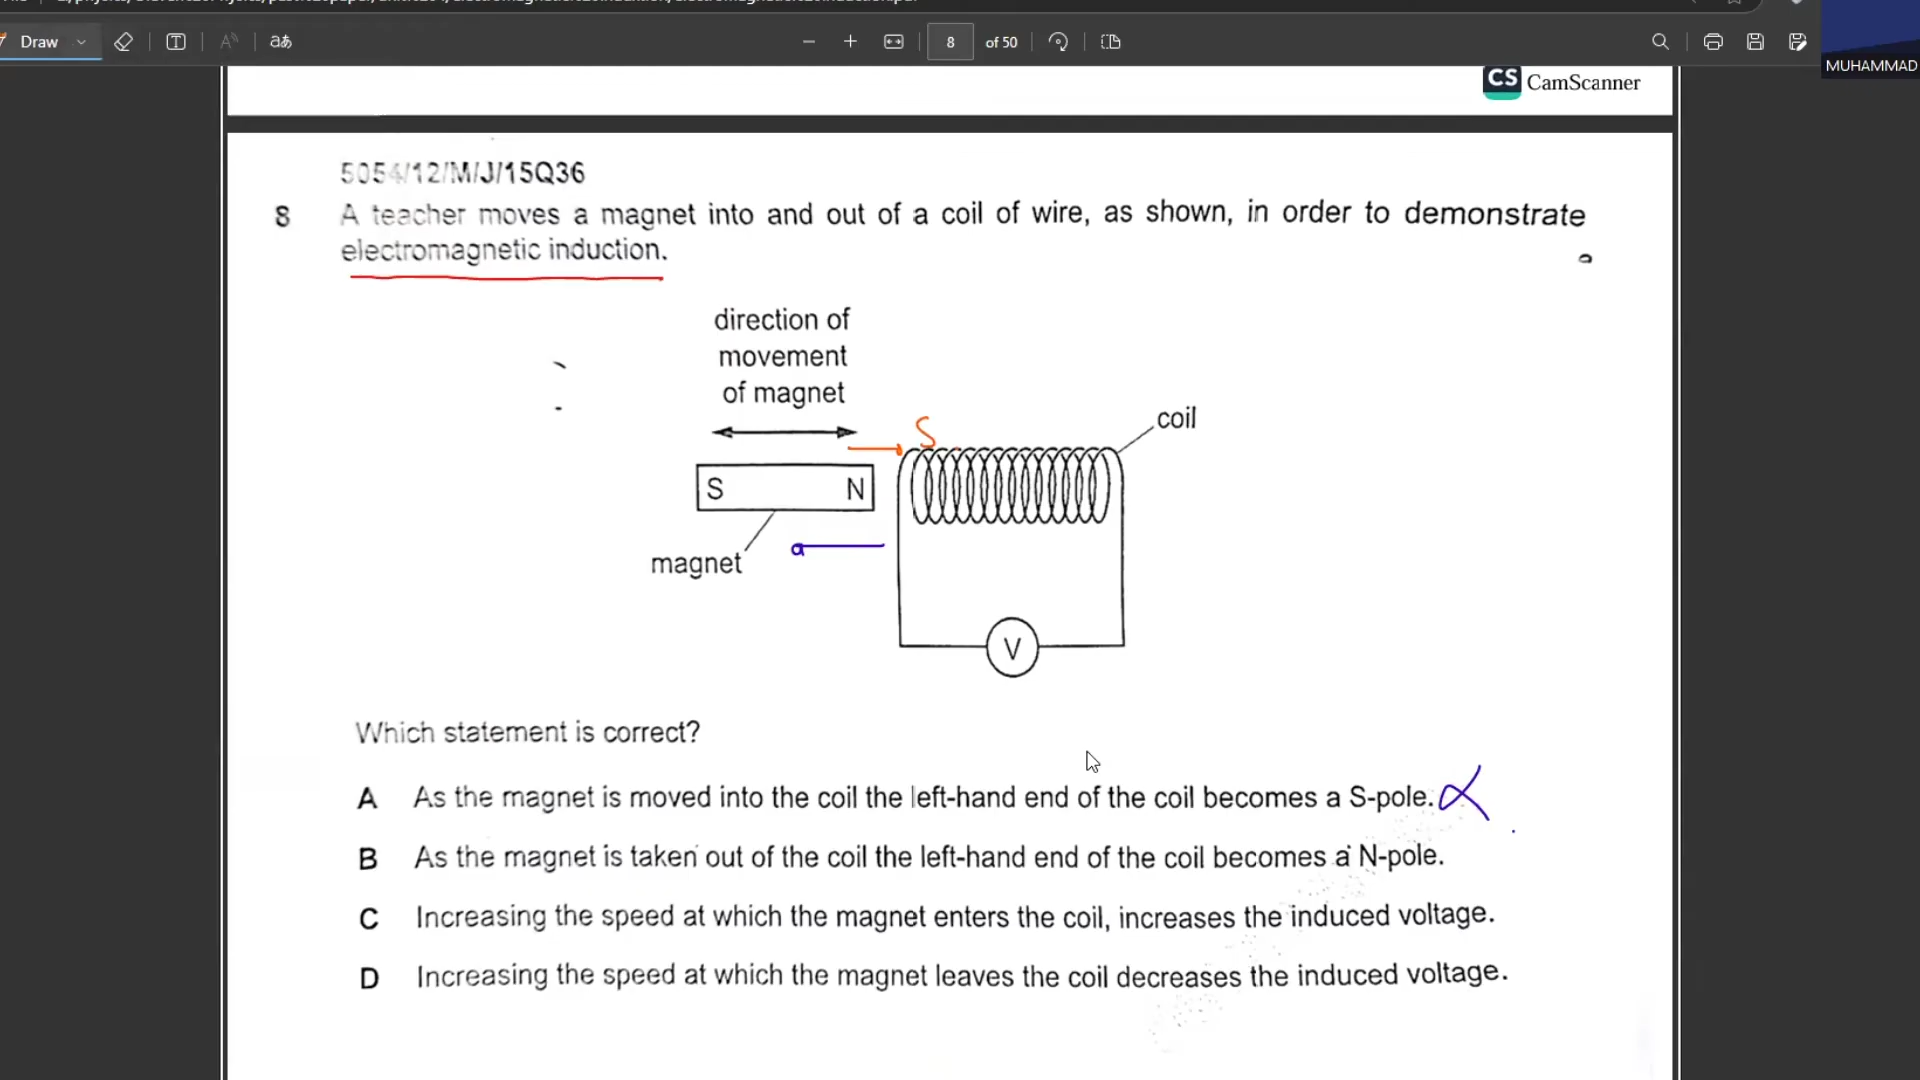 Draw
T
A
aあ
8
of 50
MUHAMMAD
CS CamScanner
5054/12/M/J/15Q36
8 A teacher moves a magnet into and out of a coil of wire, as shown, in order to demonstrate
electromagnetic induction.
direction of
movement
of magnet
S
coil
S N
magnet
V
Which statement is correct?
A As the magnet is moved into the coil the left-hand end of the coil becomes a S-pole.
B As the magnet is taken out of the coil the left-hand end of the coil becomes a N-pole.
C Increasing the speed at which the magnet enters the coil, increases the induced voltage.
D Increasing the speed at which the magnet leaves the coil decreases the induced voltage.